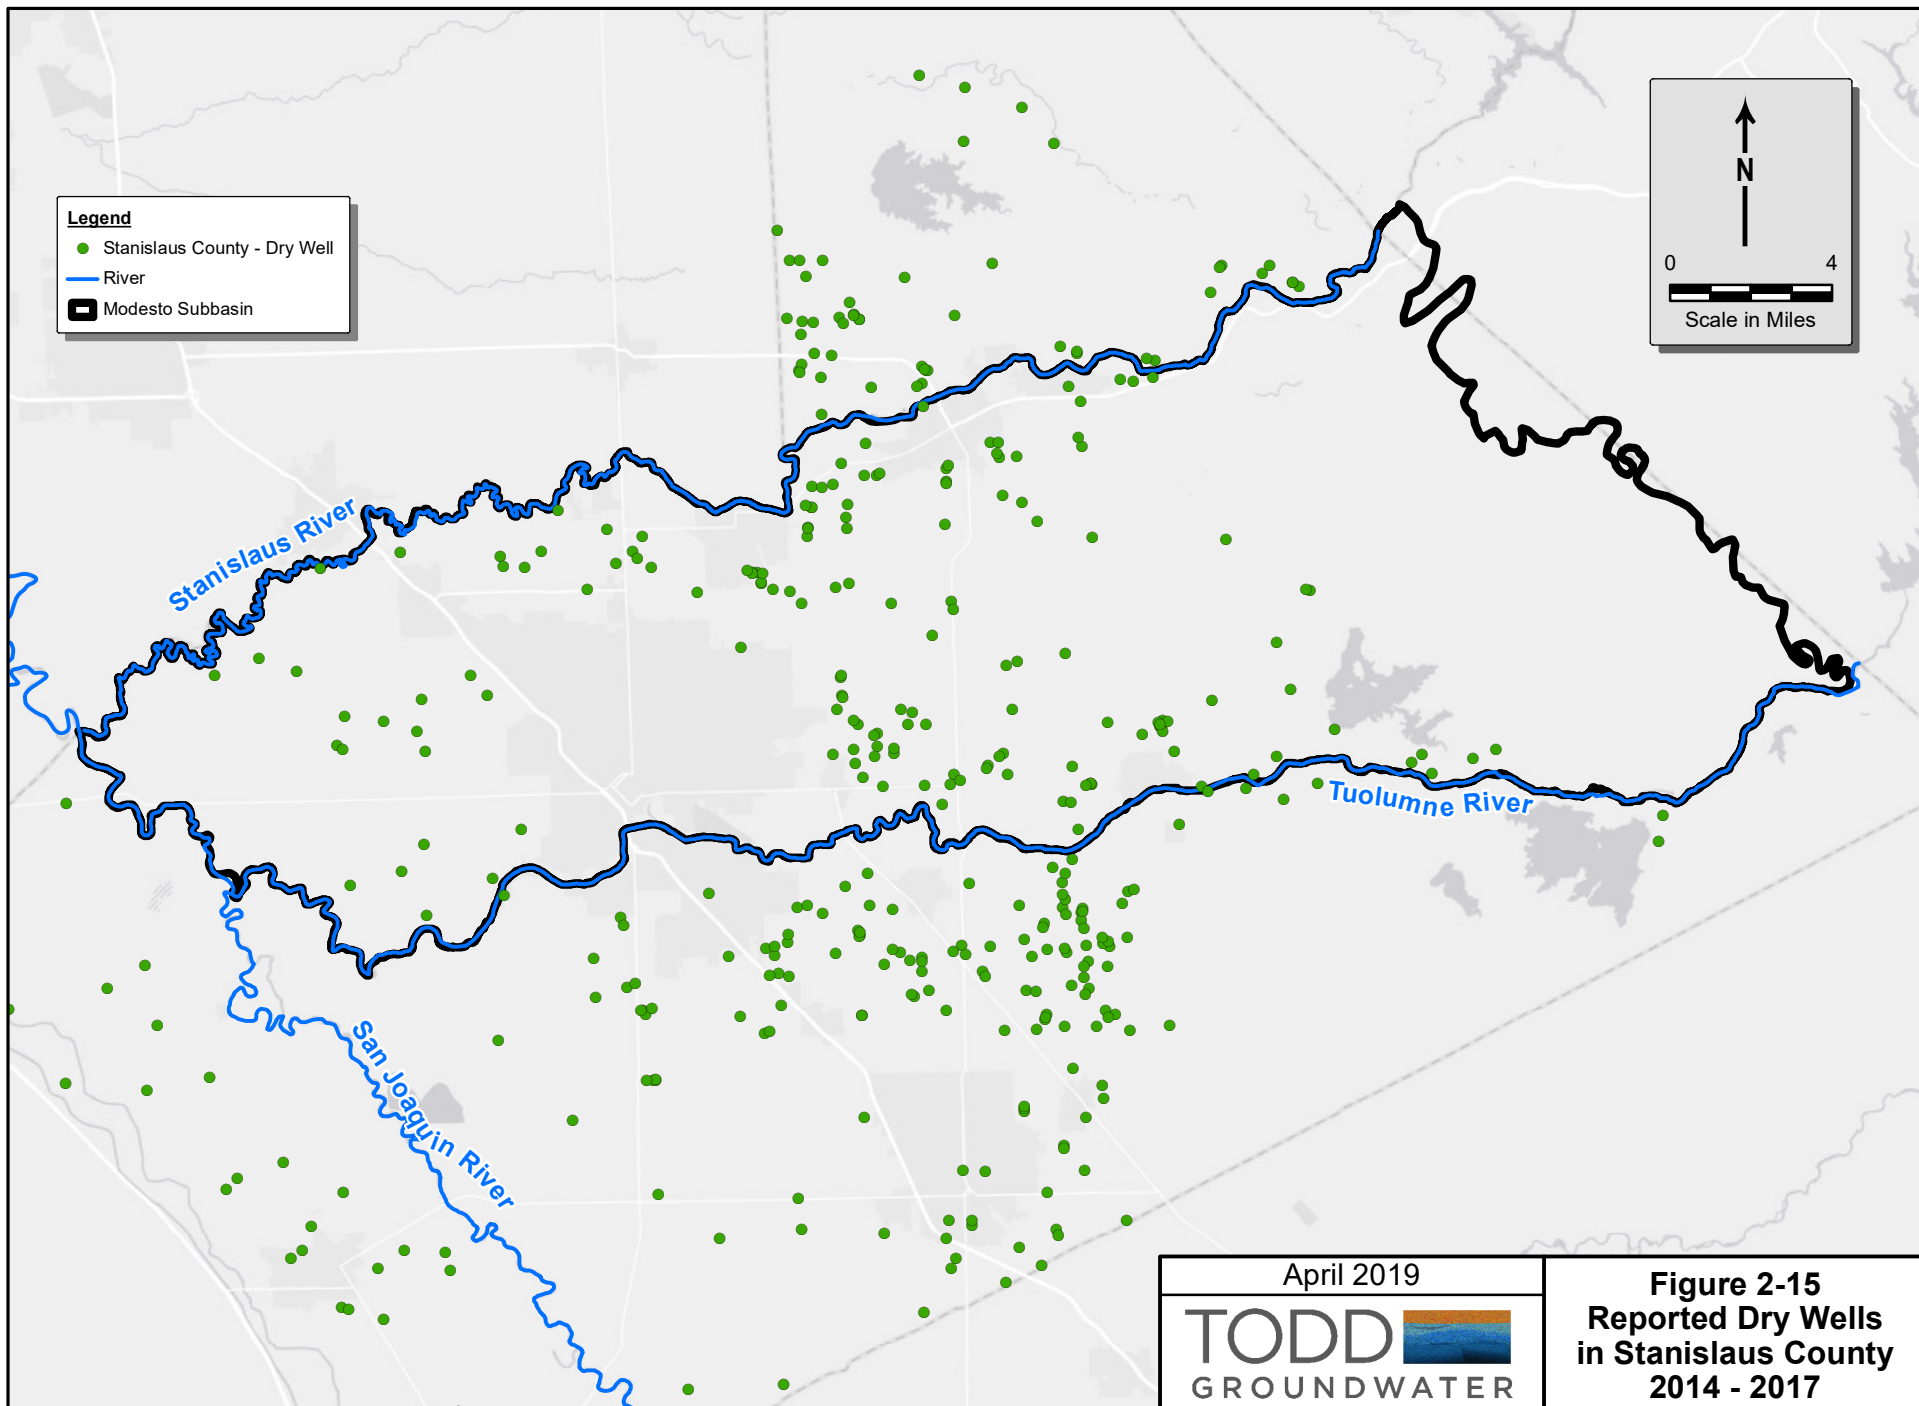 Legend
Stanislaus County - Dry Well
River
Modesto Subbasin
N
0 4
Scale in Miles
Stanislaus River
Tuolumne River
San Joaquin River
April 2019
TODD
GROUNDWATER
Figure 2-15
Reported Dry Wells
in Stanislaus County
2014 - 2017